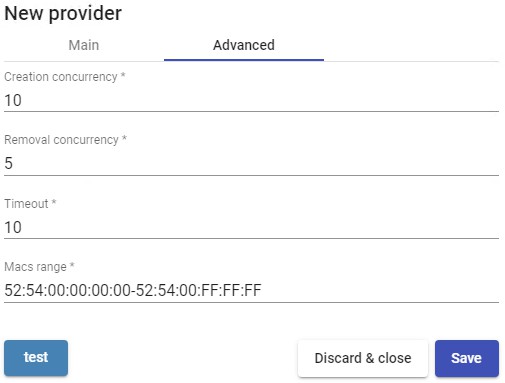 New provider
Main Advanced
Creation concurrency *
10
Removal concurrency *
5
Timeout *
10
Macs range *
52:54:00:00:00:00-52:54:00:FF:FF:FF
test Discard & close Save